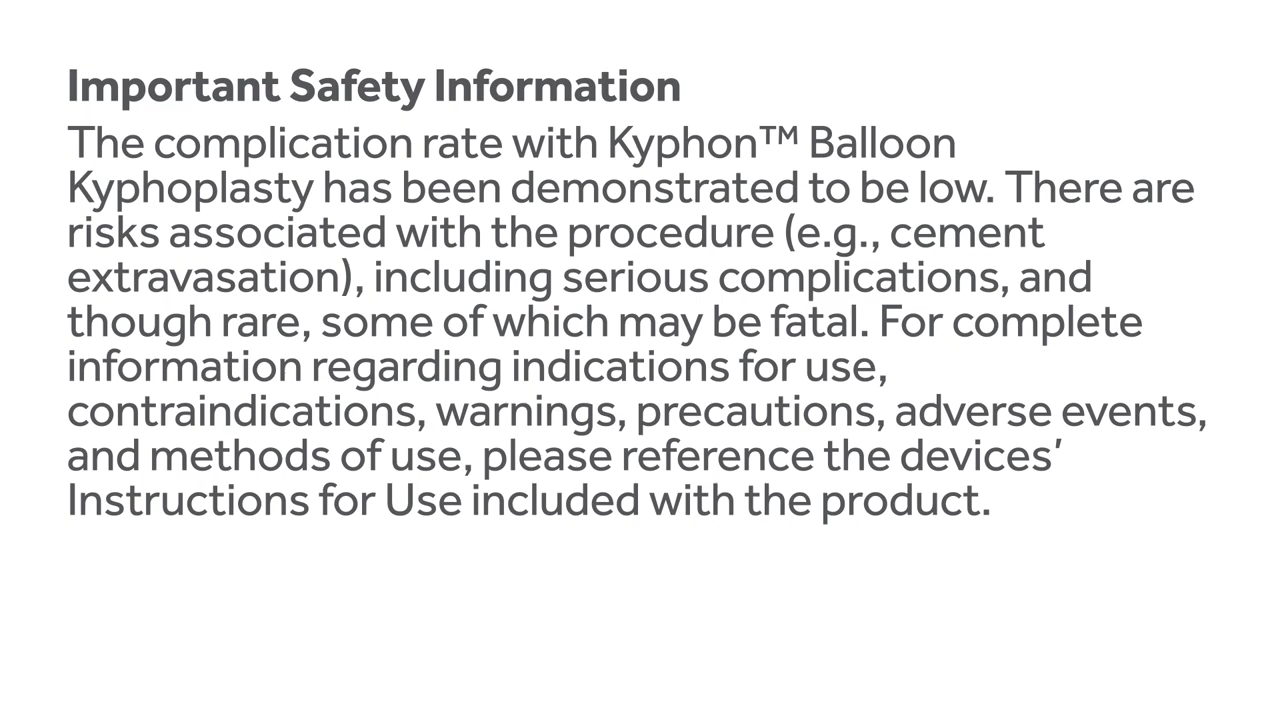 Important Safety Information
The complication rate with Kyphon™ Balloon
Kyphoplasty has been demonstrated to be low. There are
risks associated with the procedure (e.g., cement
extravasation), including serious complications, and
though rare, some of which may be fatal. For complete
information regarding indications for use,
contraindications, warnings, precautions, adverse events,
and methods of use, please reference the devices’
Instructions for Use included with the product.